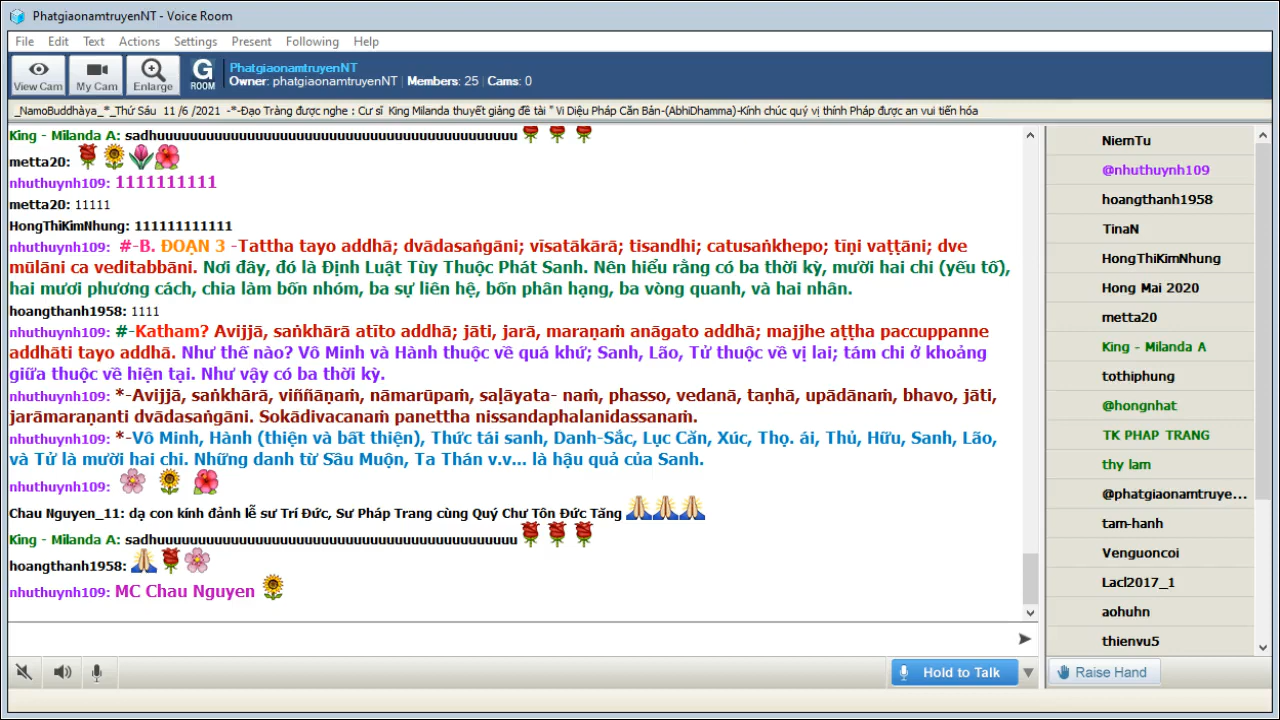 PhatgiaonamtruyenNT - Voice Room
File Edit Text Actions Settings Present Following Help
View Cam My Cam Enlarge G ROOM
PhatgiaonamtruyenNT
Owner: phatgiaonamtruyenNT | Members: 25 | Cams: 0
_NamoBuddhàya_*_Thứ Sáu 11/6 /2021 -*-Đạo Tràng được nghe : Cư sĩ King Milanda thuyết giảng đề tài " Vi Diệu Pháp Căn Bản-(AbhiDhamma)-Kính chúc quý vị thính Pháp được an vui tiến hóa
King - Milanda A: sadhuuuuuuuuuuuuuuuuuuuuuuuuuuuuuuuuuuuuuuuuuuuu
metta20:
nhuthuynh109: 1111111111
metta20: 11111
HongThiKimNhung: 111111111111
nhuthuynh109: #-B. ĐOẠN 3 -Tattha tayo addhā; dvādasaṅgāni; vīsatākārā; tisandhi; catusaṅkhepo; tīṇi vaṭṭāni; dve
mūlāni ca veditabbāni. Nơi đây, đó là Định Luật Tùy Thuộc Phát Sanh. Nên hiểu rằng có ba thời kỳ, mười hai chi (yếu tố),
hai mươi phương cách, chia làm bốn nhóm, ba sự liên hệ, bốn phân hạng, ba vòng quanh, và hai nhân.
hoangthanh1958: 1111
nhuthuynh109: #-Katham? Avijjā, saṅkhārā atīto addhā; jāti, jarā, maraṇaṁ anāgato addhā; majjhe aṭṭha paccuppanne
addhāti tayo addhā. Như thế nào? Vô Minh và Hành thuộc về quá khứ; Sanh, Lão, Tử thuộc về vị lai; tám chi ở khoảng
giữa thuộc về hiện tại. Như vậy có ba thời kỳ.
nhuthuynh109: *-Avijjā, saṅkhārā, viññāṇaṁ, nāmarūpaṁ, saḷāyata- naṁ, phasso, vedanā, taṇhā, upādānaṁ, bhavo, jāti,
jarāmaraṇanti dvādasaṅgāni. Sokādivacanaṁ panettha nissandaphalanidassanaṁ.
nhuthuynh109: *-Vô Minh, Hành (thiện và bất thiện), Thức tái sanh, Danh-Sắc, Lục Căn, Xúc, Thọ. ái, Thủ, Hữu, Sanh, Lão,
và Tử là mười hai chi. Những danh từ Sầu Muộn, Ta Thán v.v... là hậu quả của Sanh.
nhuthuynh109:
Chau Nguyen_11: dạ con kính đảnh lễ sư Trí Đức, Sư Pháp Trang cùng Quý Chư Tôn Đức Tăng
King - Milanda A: sadhuuuuuuuuuuuuuuuuuuuuuuuuuuuuuuuuuuuuuuuuuuuu
hoangthanh1958:
nhuthuynh109: MC Chau Nguyen
Hold to Talk
NiemTu
@nhuthuynh109
hoangthanh1958
TinaN
HongThiKimNhung
Hong Mai 2020
metta20
King - Milanda A
tothiphung
@hongnhat
TK PHAP TRANG
thy lam
@phatgiaonamtruye...
tam-hanh
Venguoncoi
Lacl2017_1
aohuhn
thienvu5
Raise Hand